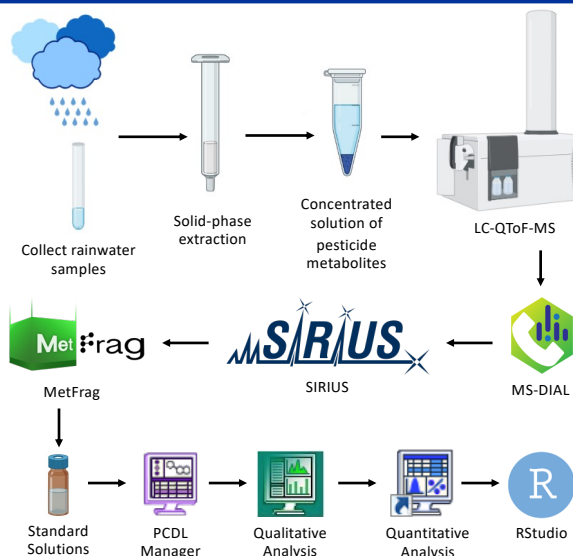 Collect rainwater
samples
Solid-phase
extraction
Concentrated
solution of
pesticide
metabolites
LC-QToF-MS
MetFrag
MetFrag
SIRIUS
SIRIUS
MS-DIAL
Standard
Solutions
PCDL
Manager
Qualitative
Analysis
Quantitative
Analysis
R
RStudio